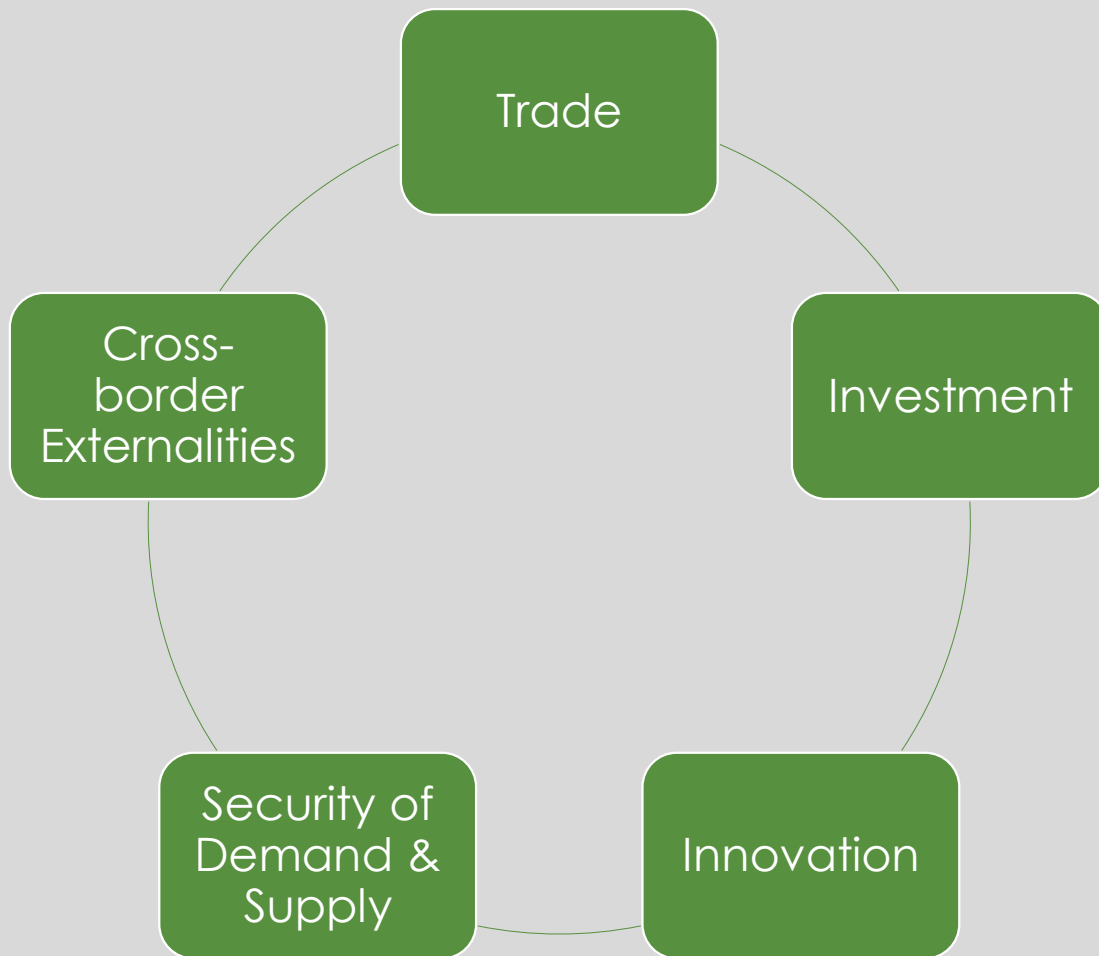 Trade
Investment
Innovation
Security of
Demand &
Supply
Cross-
border
Externalities